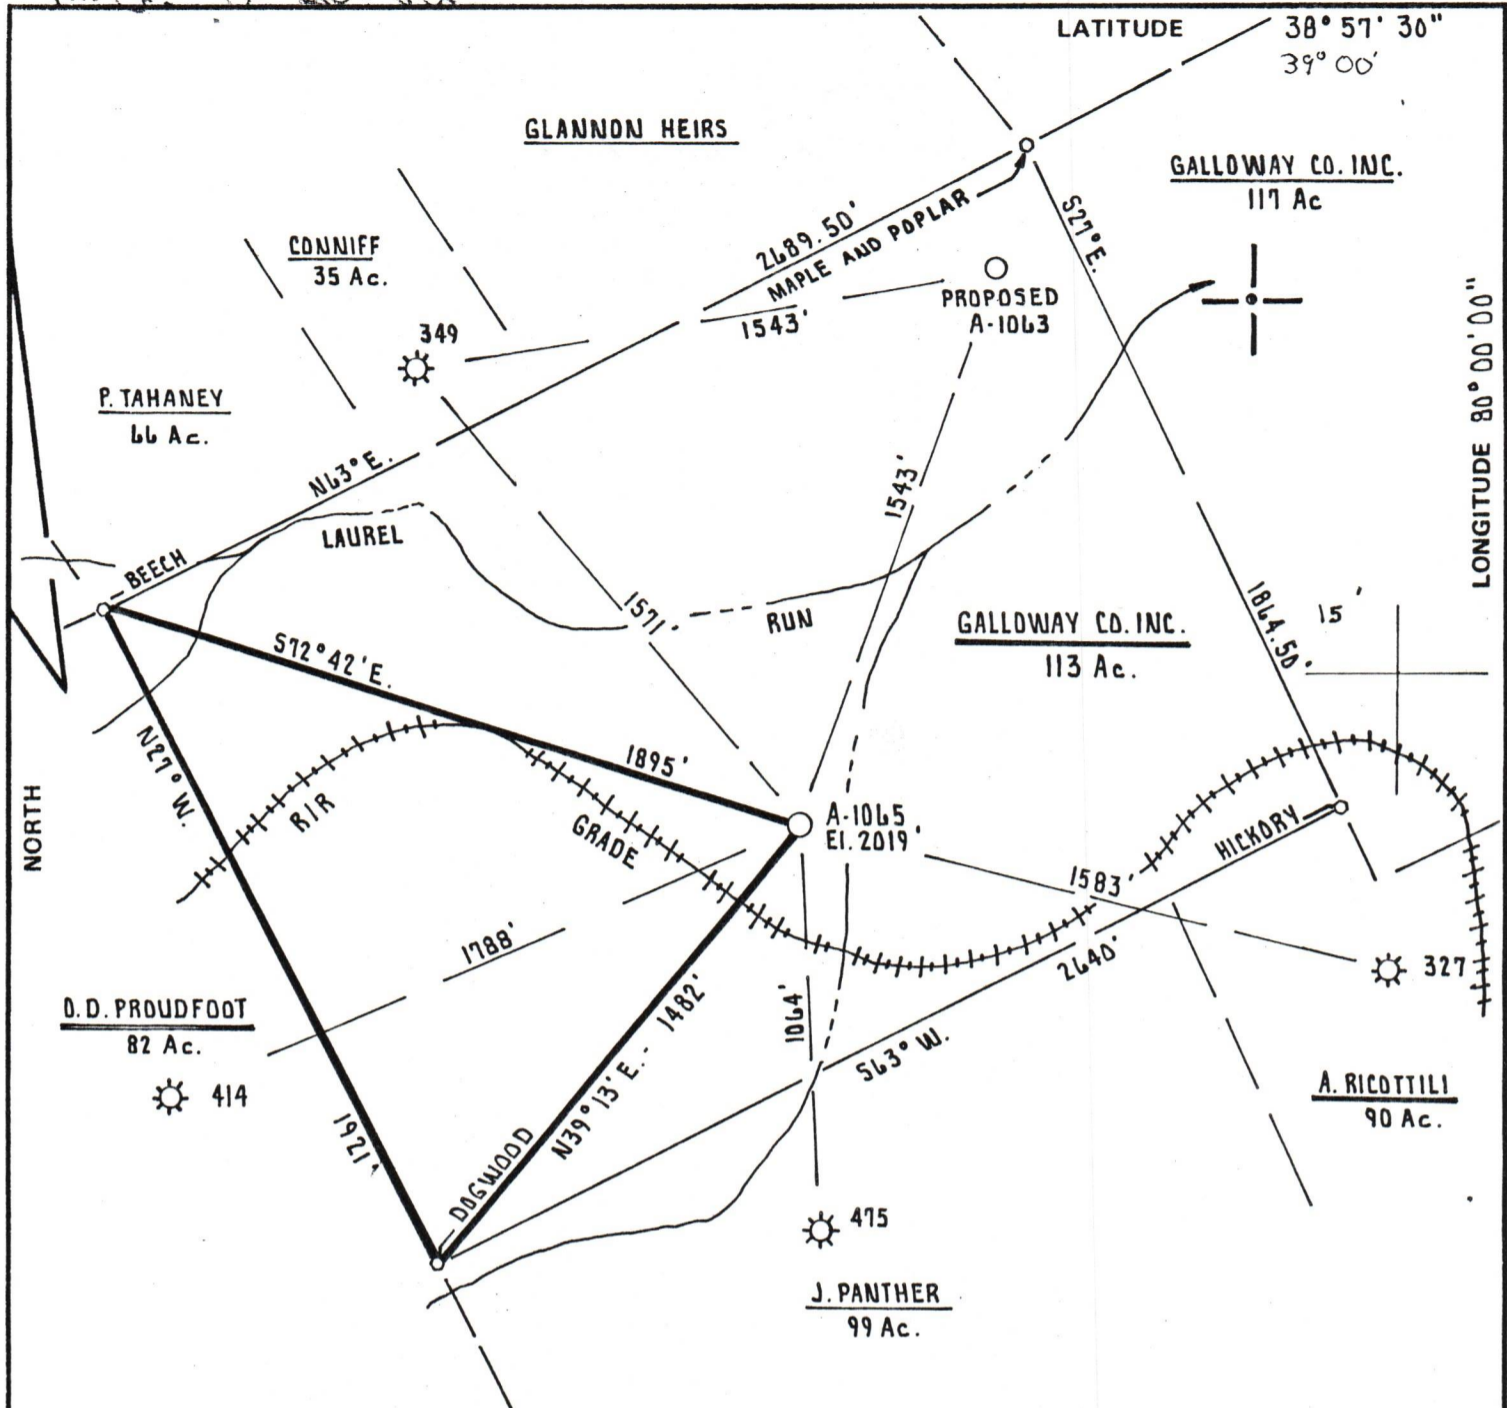 LATITUDE 38° 57' 30"
39° 00'
GLANNON HEIRS
GALLOWAY CO. INC.
117 Ac
CONNIFF
35 Ac.
2689.50'
MAPLE AND POPLAR
S27°E.
PROPOSED
A-1063
1543'
349
P. TAHANEY
66 Ac.
N63°E.
LONGITUDE 80° 00' 00"
LAUREL
1543'
BEECH
1571'
RUN
GALLOWAY CO. INC.
113 Ac.
1864.50'
15'
S72°42'E.
1895'
N27° W.
R/R
GRADE
A-1065
El. 2019'
NORTH
HICKORY
1583'
1788'
2640'
327
O.D. PROUDFOOT
82 Ac.
414
1482'
1064'
S63° W.
N39°13'E.-
A. RICOTTILI
90 Ac.
1921'
DOGWOOD
475
J. PANTHER
99 Ac.